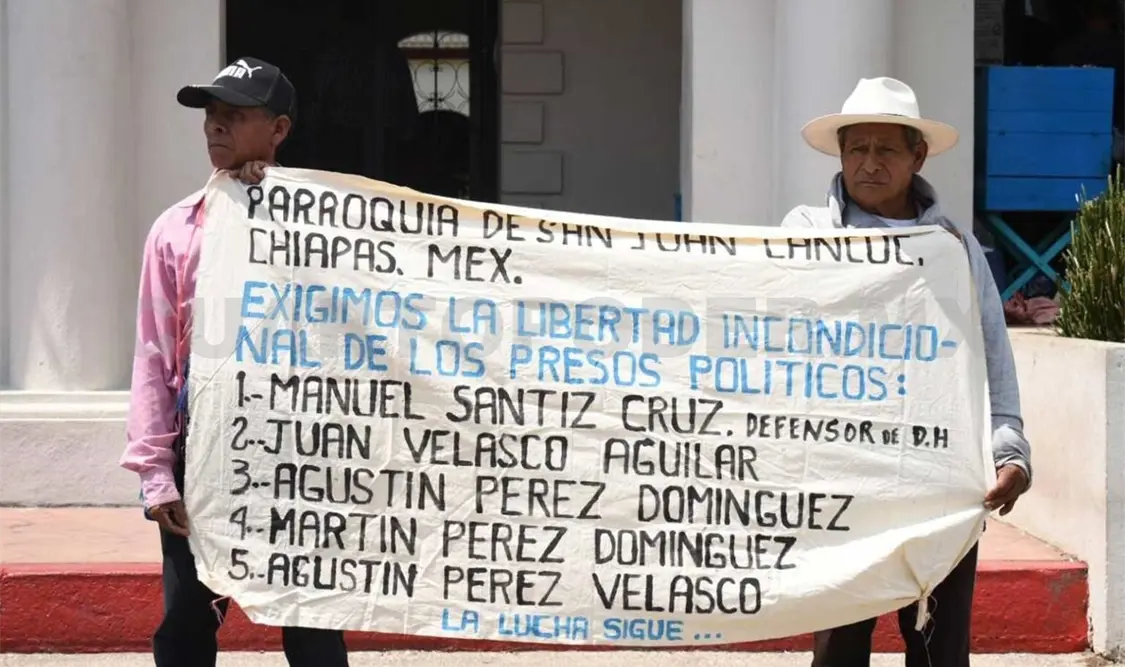 PUMA
PARROQUIA DE SAN JUAN CANCUC,
CHIAPAS. MEX.
EXIGIMOS LA LIBERTAD INCONDICIO-
NAL DE LOS PRESOS POLITICOS:
1.-MANUEL SANTIZ CRUZ. DEFENSOR DE D.H
2.-JUAN VELASCO AGUILAR
3.-AGUSTIN PEREZ DOMINGUEZ
4.-MARTIN PEREZ DOMINGUEZ
5.-AGUSTIN PEREZ VELASCO
LA LUCHA SIGUE...